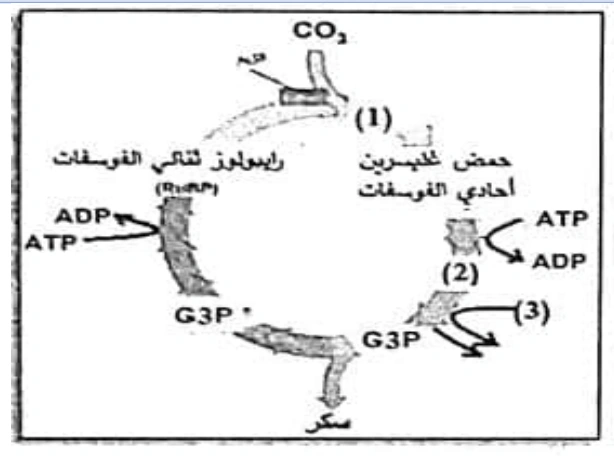 CO₂
(1)
رايبولوز ثنائي الفوسفات
(RuBP)
حمض غليسرين
أحادي الفوسفات
ADP
ATP
ATP
ADP
(2)
(3)
G3P
G3P
سكر